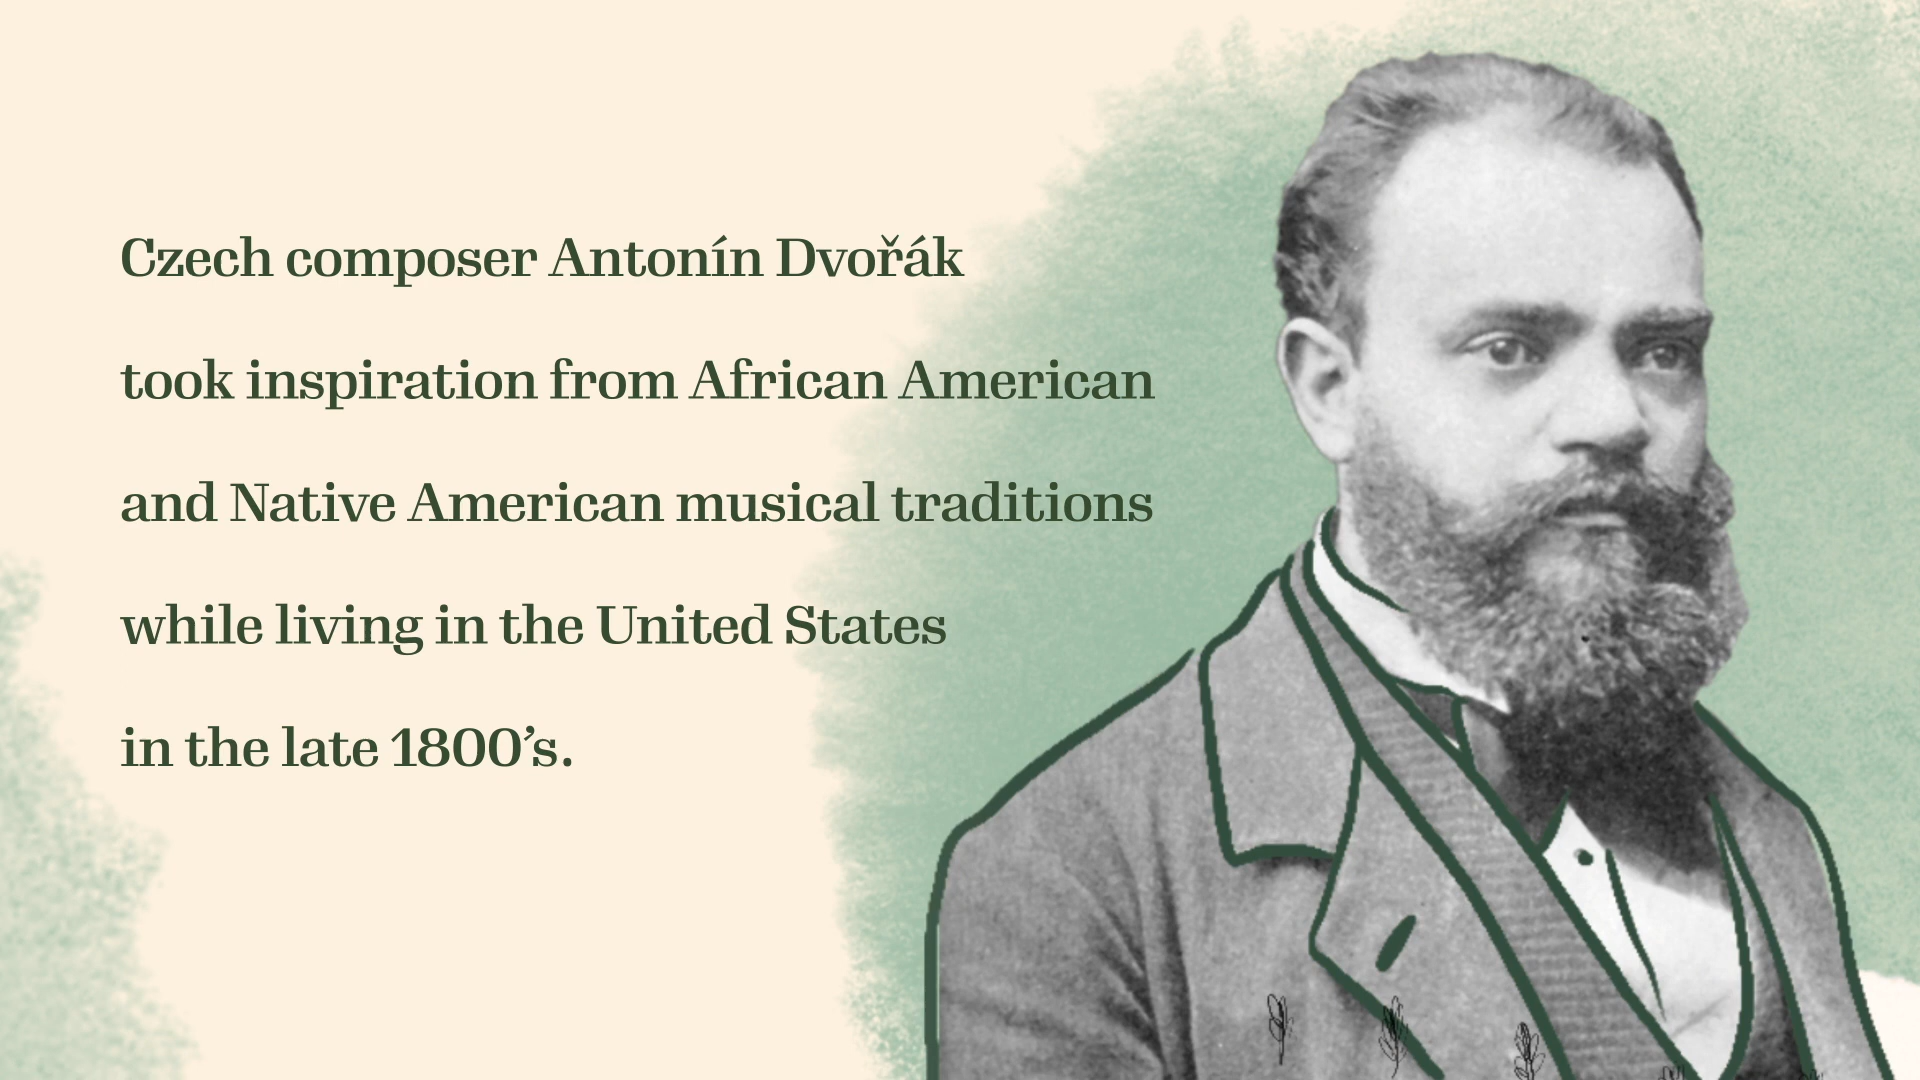 Czech composer Antonín Dvořák
took inspiration from African American
and Native American musical traditions
while living in the United States
in the late 1800’s.